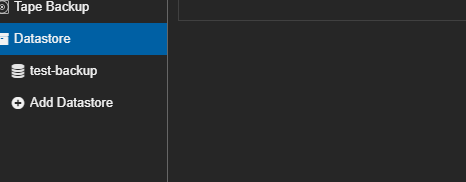 Tape Backup
Datastore
test-backup
Add Datastore